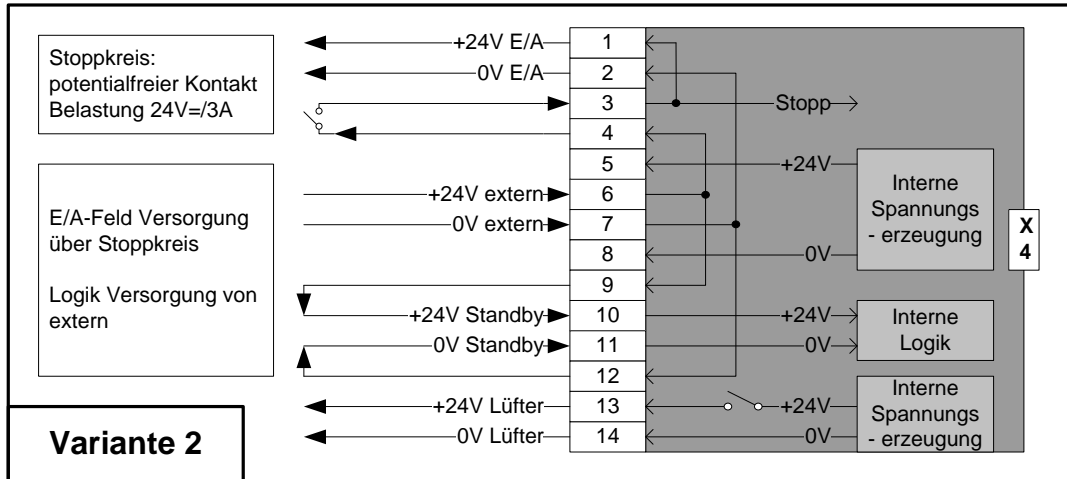 Stoppkreis:
potentialfreier Kontakt
Belastung 24V=/3A
E/A-Feld Versorgung
über Stoppkreis
Logik Versorgung von
extern
Variante 2
+24V E/A
1
0V E/A
2
3
Stopp
4
5
+24V
+24V extern
6
0V extern
7
8
0V
9
+24V Standby
10
+24V
0V Standby
11
0V
12
+24V Lüfter
13
+24V
0V Lüfter
14
0V
Interne
Spannungs
- erzeugung
Interne
Logik
Interne
Spannungs
- erzeugung
X
4